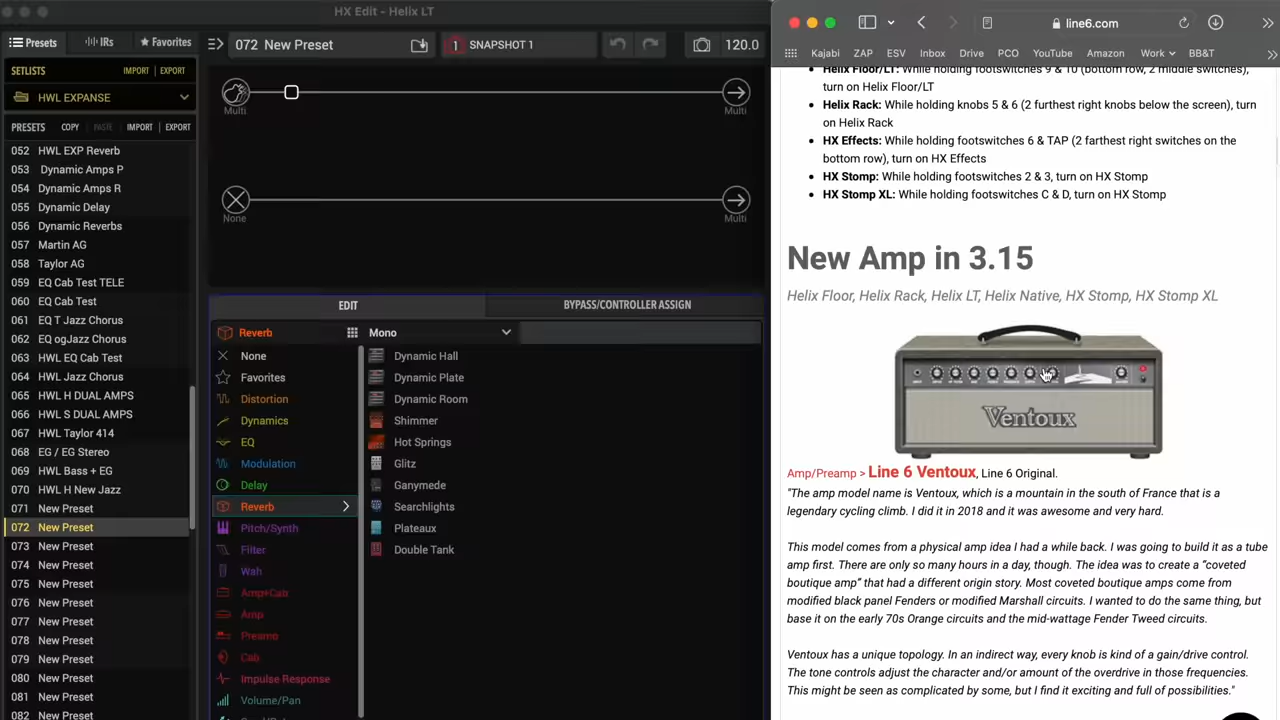 HX Edit - Helix LT
Presets
IRs
Favorites
072 New Preset
1 SNAPSHOT 1
120.0
SETLISTS
IMPORT | EXPORT
HWL EXPANSE
PRESETS
COPY
PASTE
IMPORT
EXPORT
052 HWL EXP Reverb
053 Dynamic Amps P
054 Dynamic Amps R
055 Dynamic Delay
056 Dynamic Reverbs
057 Martin AG
058 Taylor AG
059 EQ Cab Test TELE
060 EQ Cab Test
061 EQ T Jazz Chorus
062 EQ ogJazz Chorus
063 HWL EQ Cab Test
064 HWL Jazz Chorus
065 HWL H DUAL AMPS
066 HWL S DUAL AMPS
067 HWL Taylor 414
068 EG / EG Stereo
069 HWL Bass + EG
070 HWL H New Jazz
071 New Preset
072 New Preset
073 New Preset
074 New Preset
075 New Preset
076 New Preset
077 New Preset
078 New Preset
079 New Preset
080 New Preset
081 New Preset
082 New Preset
Multi
Multi
None
Multi
EDIT
BYPASS/CONTROLLER ASSIGN
Reverb
Mono
None
Favorites
Distortion
Dynamics
EQ
Modulation
Delay
Reverb
Pitch/Synth
Filter
Wah
Amp+Cab
Amp
Preamp
Cab
Impulse Response
Volume/Pan
Dynamic Hall
Dynamic Plate
Dynamic Room
Shimmer
Hot Springs
Glitz
Ganymede
Searchlights
Plateaux
Double Tank
line6.com
Kajabi
ZAP
ESV
Inbox
Drive
PCO
YouTube
Amazon
Work
BB&T
Helix Floor/LT: While holding footswitches 9 & 10 (bottom row, 2 middle switches),
turn on Helix Floor/LT
Helix Rack: While holding knobs 5 & 6 (2 furthest right knobs below the screen), turn
on Helix Rack
HX Effects: While holding footswitches 6 & TAP (2 farthest right switches on the
bottom row), turn on HX Effects
HX Stomp: While holding footswitches 2 & 3, turn on HX Stomp
HX Stomp XL: While holding footswitches C & D, turn on HX Stomp
New Amp in 3.15
Helix Floor, Helix Rack, Helix LT, Helix Native, HX Stomp, HX Stomp XL
Ventoux
Amp/Preamp > Line 6 Ventoux, Line 6 Original.
"The amp model name is Ventoux, which is a mountain in the south of France that is a
legendary cycling climb. I did it in 2018 and it was awesome and very hard.
This model comes from a physical amp idea I had a while back. I was going to build it as a tube
amp first. There are only so many hours in a day, though. The idea was to create a "coveted
boutique amp" that had a different origin story. Most coveted boutique amps come from
modified black panel Fenders or modified Marshall circuits. I wanted to do the same thing, but
base it on the early 70s Orange circuits and the mid-wattage Fender Tweed circuits.
Ventoux has a unique topology. In an indirect way, every knob is kind of a gain/drive control.
The tone controls adjust the character and/or amount of the overdrive in those frequencies.
This might be seen as complicated by some, but I find it exciting and full of possibilities."